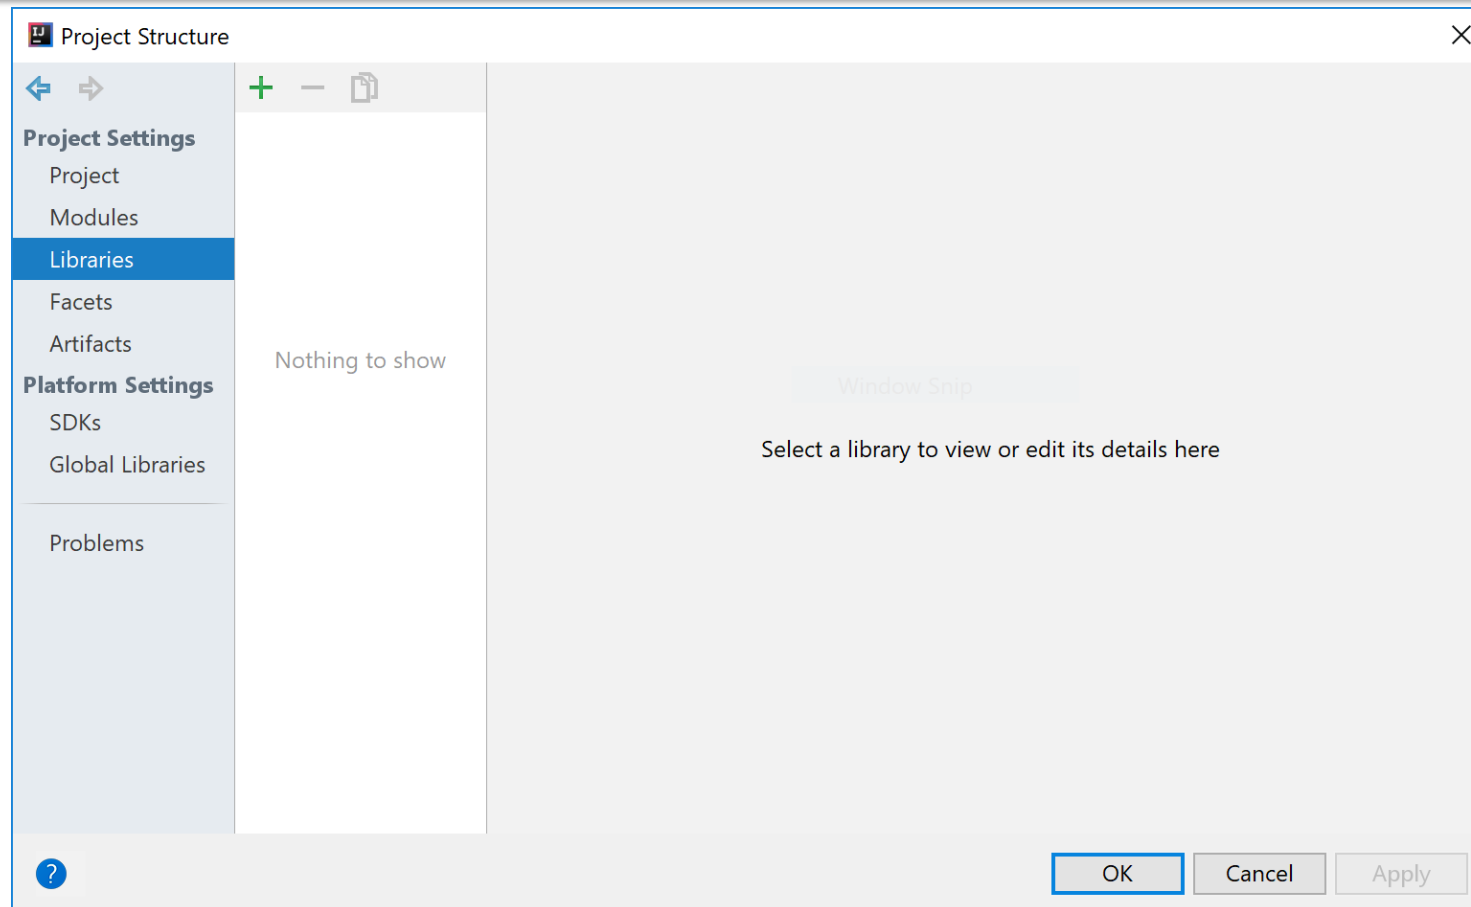 Project Structure
Project Settings
Project
Modules
Libraries
Facets
Artifacts
Platform Settings
SDKs
Global Libraries
Problems
Nothing to show
Window Snip
Select a library to view or edit its details here
OK
Cancel
Apply